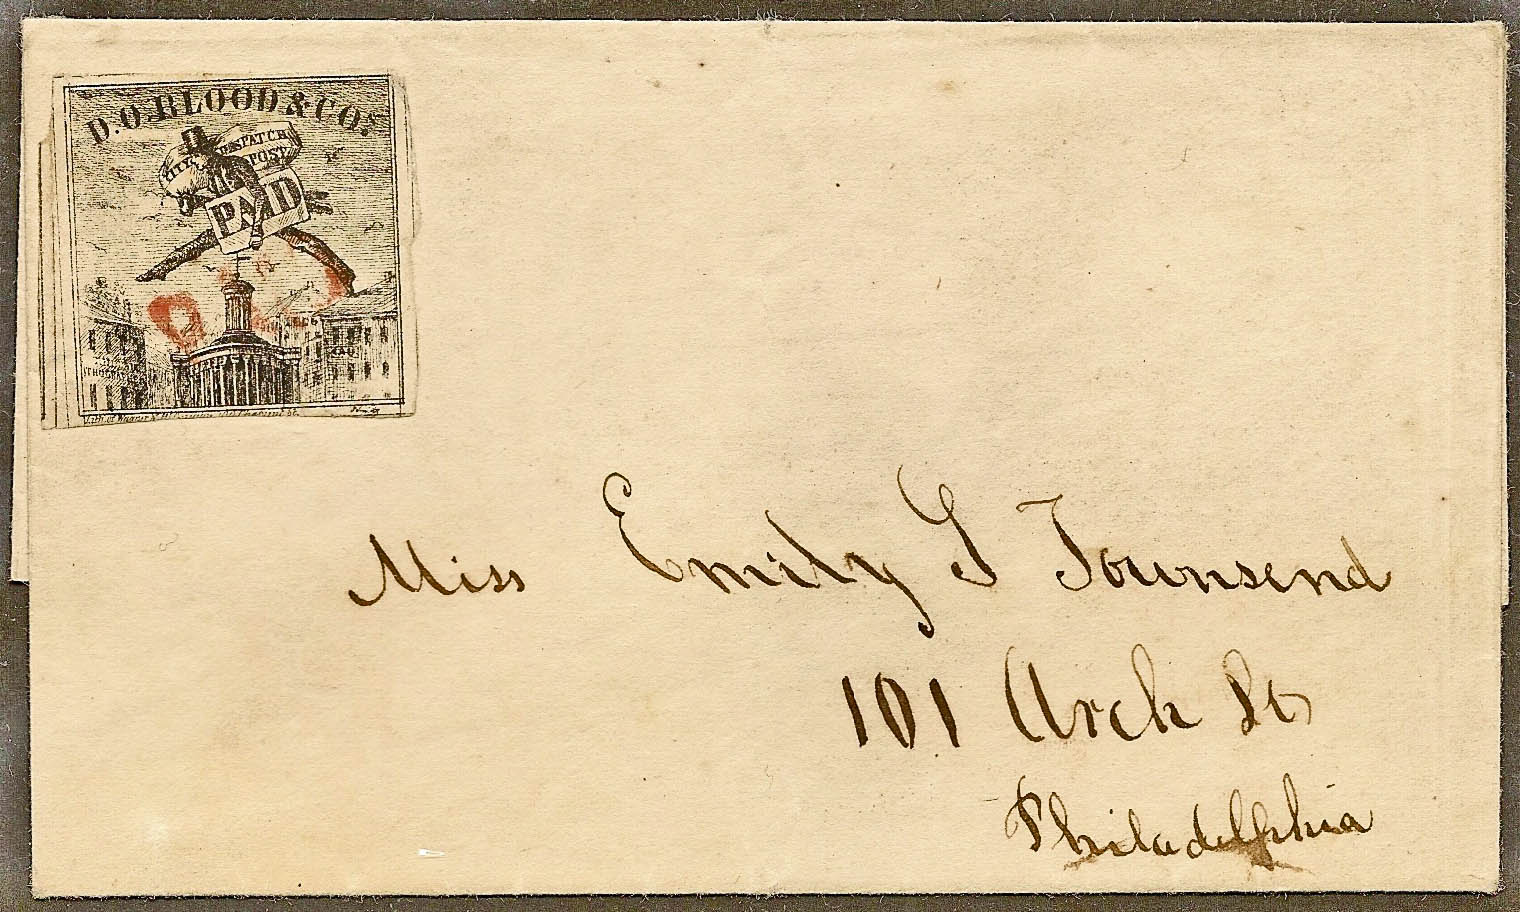 D.O.BLOOD & CO'S
CITY DESPATCH
POST
PAID
Miss Emily S Townsend
101 Arch St
Philadelphia